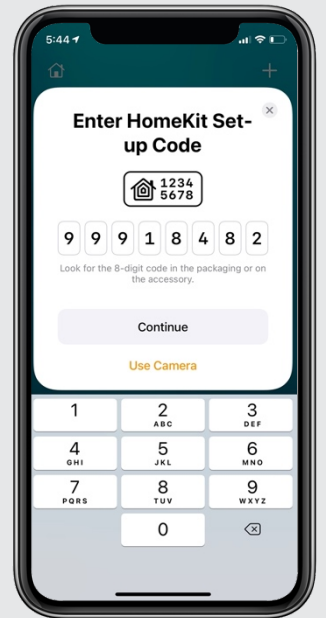 5:44
Enter HomeKit Set-
up Code
1234
5678
9 9 9 1 8 4 8 2
Look for the 8-digit code in the packaging or on
the accessory.
Continue
Use Camera
1 2 3
ABC DEF
4 5 6
GHI JKL MNO
7 8 9
PQRS TUV WXYZ
0